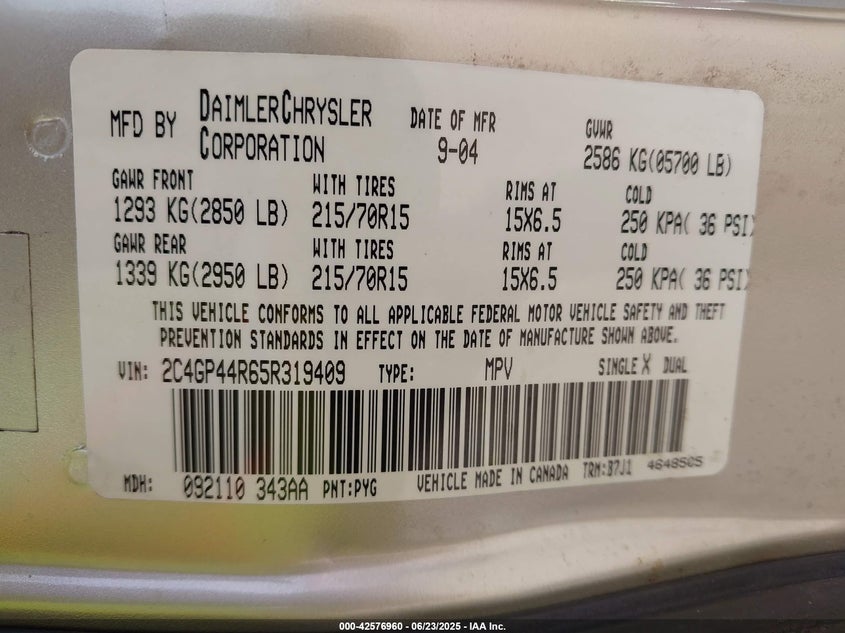 MFD BY DAIMLERCHRYSLER CORPORATION DATE OF MFR 9-04 GVWR 2586 KG(05700 LB)
GAWR FRONT WITH TIRES RIMS AT COLD
1293 KG(2850 LB) 215/70R15 15X6.5 250 KPA( 36 PSI)
GAWR REAR WITH TIRES RIMS AT COLD
1339 KG(2950 LB) 215/70R15 15X6.5 250 KPA( 36 PSI)
THIS VEHICLE CONFORMS TO ALL APPLICABLE FEDERAL MOTOR VEHICLE SAFETY AND THEFT
PREVENTION STANDARDS IN EFFECT ON THE DATE OF MANUFACTURE SHOWN ABOVE.
VIN: 2C4GP44R65R319409 TYPE: MPV SINGLE X DUAL
MDH: 092110 343AA PNT:PYG VEHICLE MADE IN CANADA TRM:B7J1 4648505
000-42576960 - 06/23/2025 - IAA Inc.